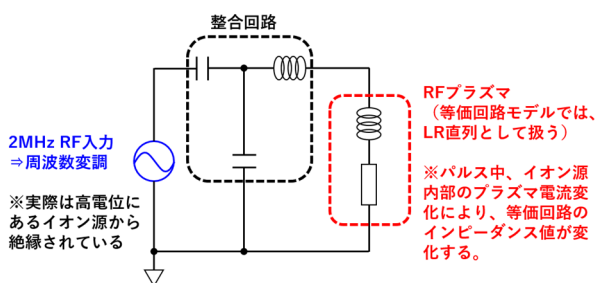 整合回路
2MHz RF入力
⇒周波数変調
※実際は高電位に
あるイオン源から
絶縁されている
RFプラズマ
（等価回路モデルでは、
LR直列として扱う）
※パルス中、イオン源
内部のプラズマ電流変
化により、等価回路の
インピーダンス値が変
化する。